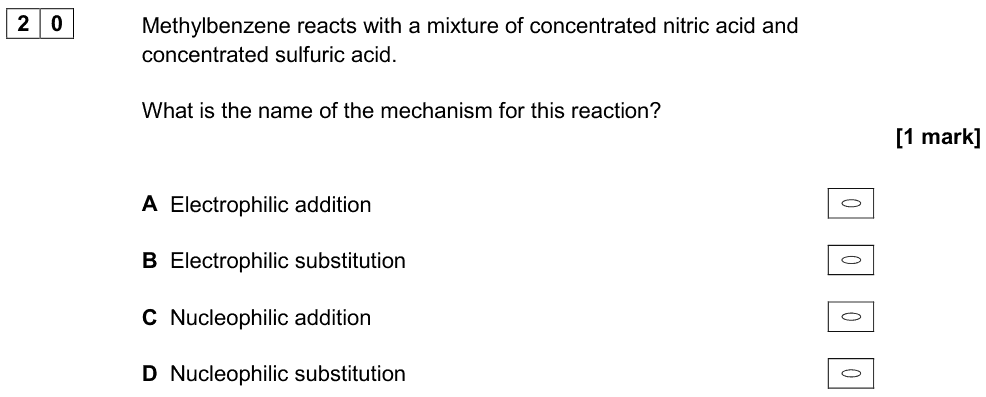 2 0
Methylbenzene reacts with a mixture of concentrated nitric acid and
concentrated sulfuric acid.
What is the name of the mechanism for this reaction?
[1 mark]
A Electrophilic addition
B Electrophilic substitution
C Nucleophilic addition
D Nucleophilic substitution